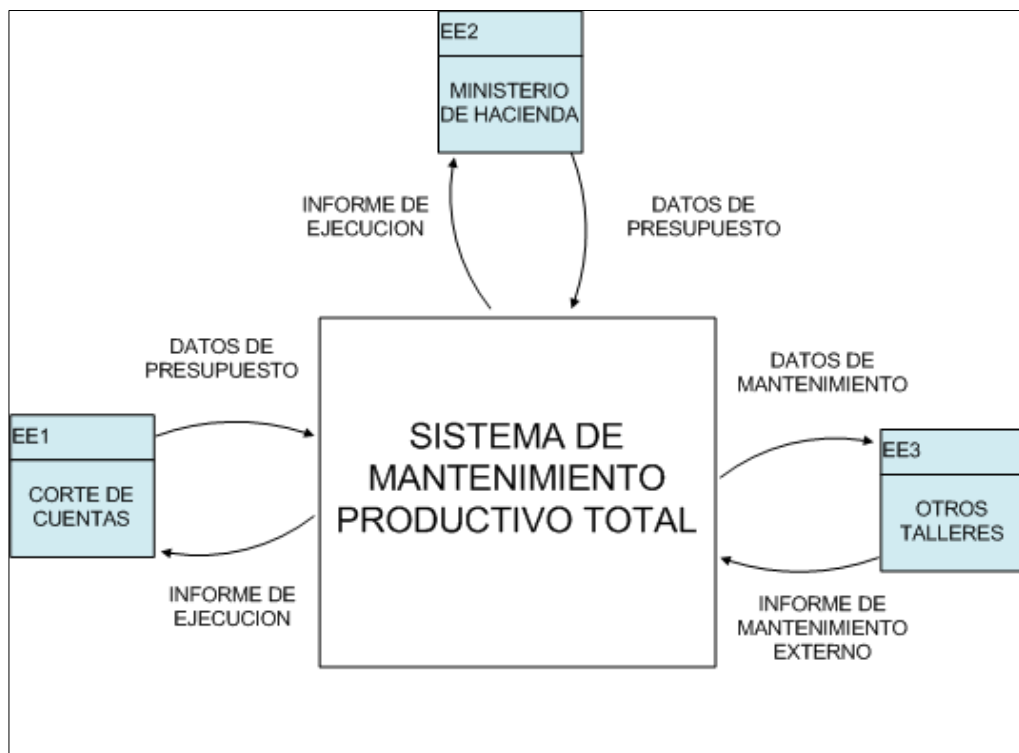 EE2
MINISTERIO
DE HACIENDA
INFORME DE
EJECUCION
DATOS DE
PRESUPUESTO
DATOS DE
PRESUPUESTO
DATOS DE
MANTENIMIENTO
EE1
CORTE DE
CUENTAS
SISTEMA DE
MANTENIMIENTO
PRODUCTIVO TOTAL
EE3
OTROS
TALLERES
INFORME DE
EJECUCION
INFORME DE
MANTENIMIENTO
EXTERNO